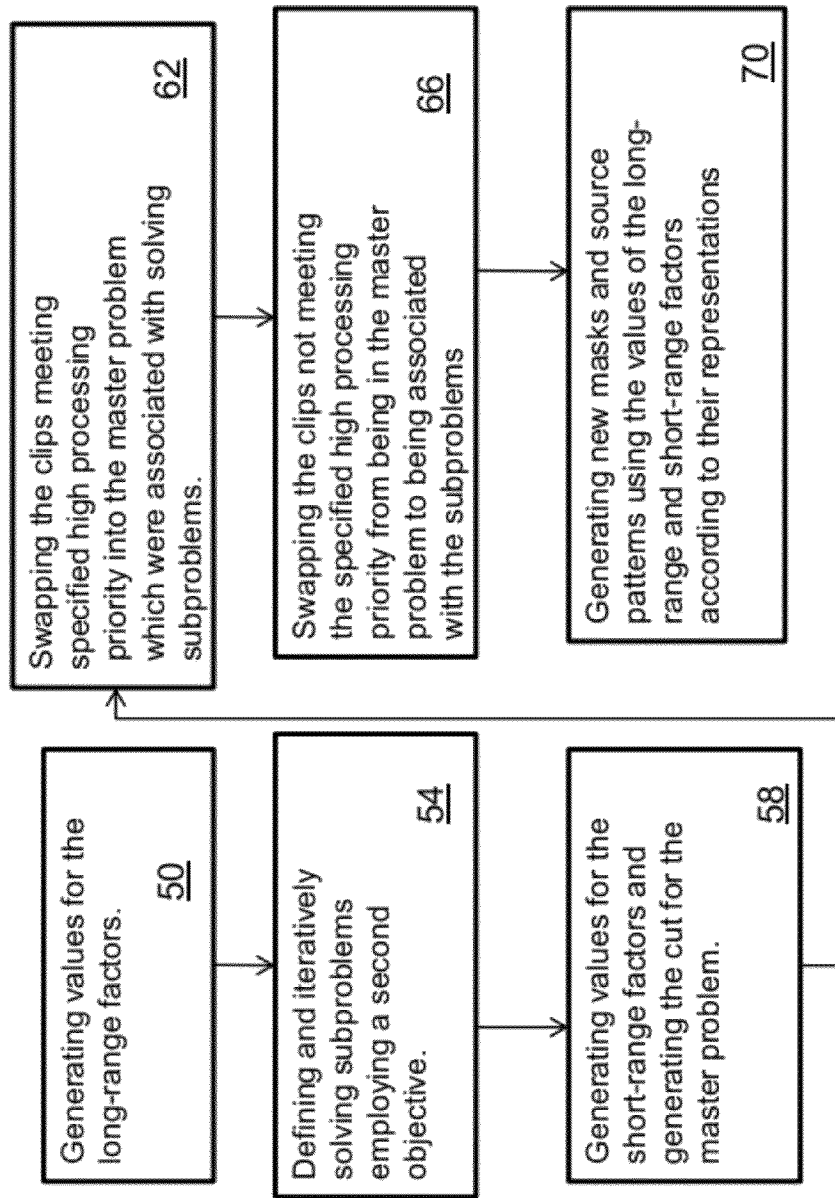 Generating values for the
long-range factors.
50
Defining and iteratively
solving subproblems
employing a second
objective.
54
Generating values for the
short-range factors and
generating the cut for the
master problem.
58
Swapping the clips meeting
specified high processing
priority into the master problem
which were associated with solving
subproblems.
62
Swapping the clips not meeting
the specified high processing
priority from being in the master
problem to being associated
with the subproblems
66
Generating new masks and source
patterns using the values of the long-
range and short-range factors
according to their representations
70